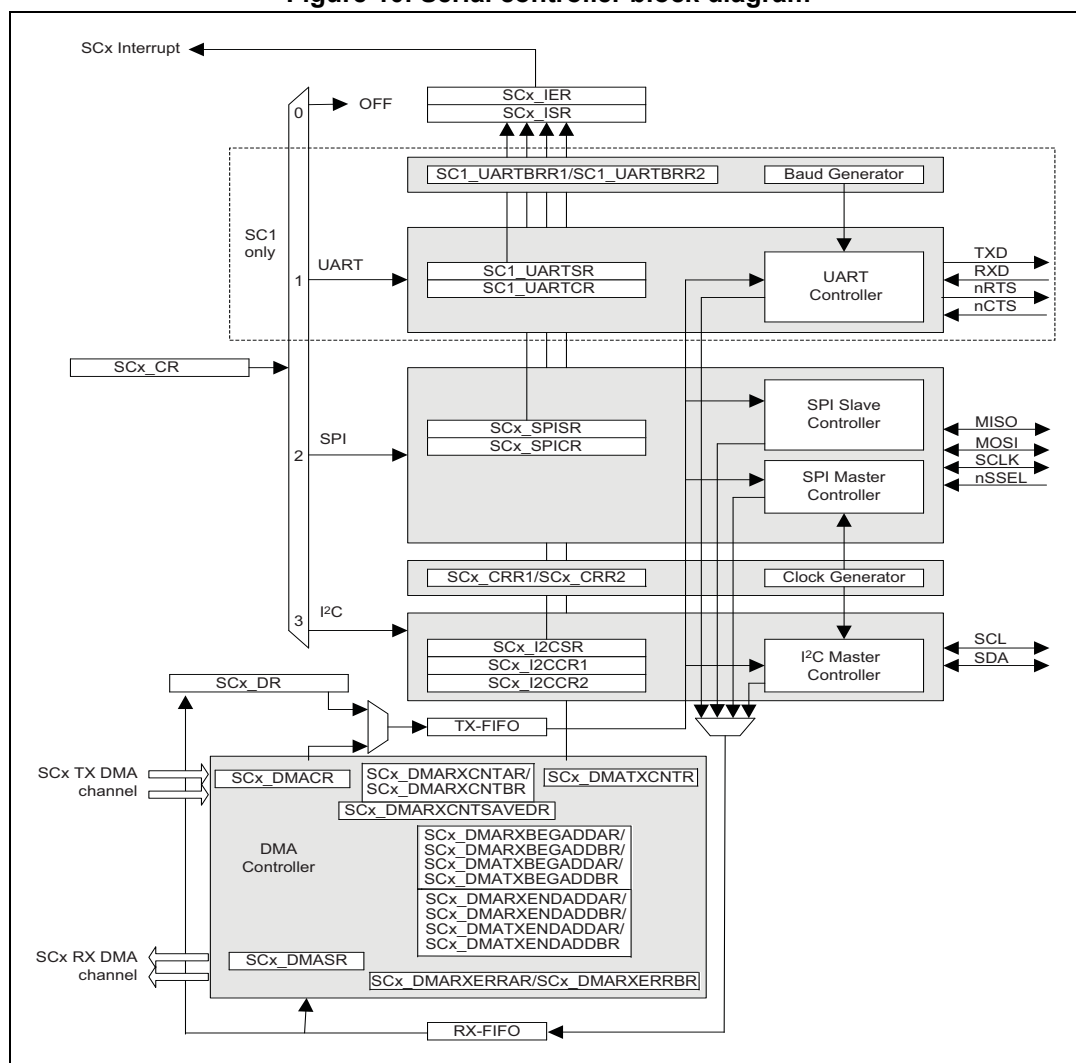 Figure 10. Serial controller block diagram
SCx Interrupt
SCx_IER
SCx_ISR
0
OFF
SC1_UARTBRR1/SC1_UARTBRR2
Baud Generator
SC1
only
1
UART
SC1_UARTSR
SC1_UARTCR
UART
Controller
TXD
RXD
nRTS
nCTS
SCx_CR
2
SPI
SCx_SPISR
SCx_SPICR
SPI Slave
Controller
SPI Master
Controller
MISO
MOSI
SCLK
nSSEL
SCx_CRR1/SCx_CRR2
Clock Generator
3
I²C
SCx_I2CSR
SCx_I2CCR1
SCx_I2CCR2
I²C Master
Controller
SCL
SDA
SCx_DR
TX-FIFO
SCx TX DMA
channel
SCx_DMACR
SCx_DMARXCNTAR/
SCx_DMARXCNTBR
SCx_DMATXCNTR
SCx_DMARXCNTSAVEDR
DMA
Controller
SCx_DMARXBEGADDAR/
SCx_DMARXBEGADDBR/
SCx_DMATXBEGADDAR/
SCx_DMATXBEGADDBR
SCx_DMARXENDADDAR/
SCx_DMARXENDADDBR/
SCx_DMATXENDADDAR/
SCx_DMATXENDADDBR
SCx RX DMA
channel
SCx_DMASR
SCx_DMARXERRAR/SCx_DMARXERRBR
RX-FIFO